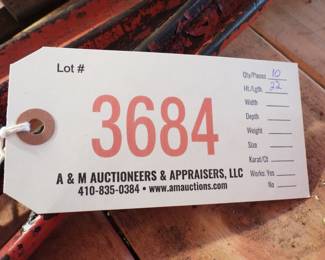 Lot #
3684
A & M AUCTIONEERS & APPRAISERS, LLC
410-835-0384 • www.amauctions.com
Qty/Pieces 10
Ht./Lgth. 22
Width
Depth
Weight
Size
Karat/Ct
Works: Yes
No